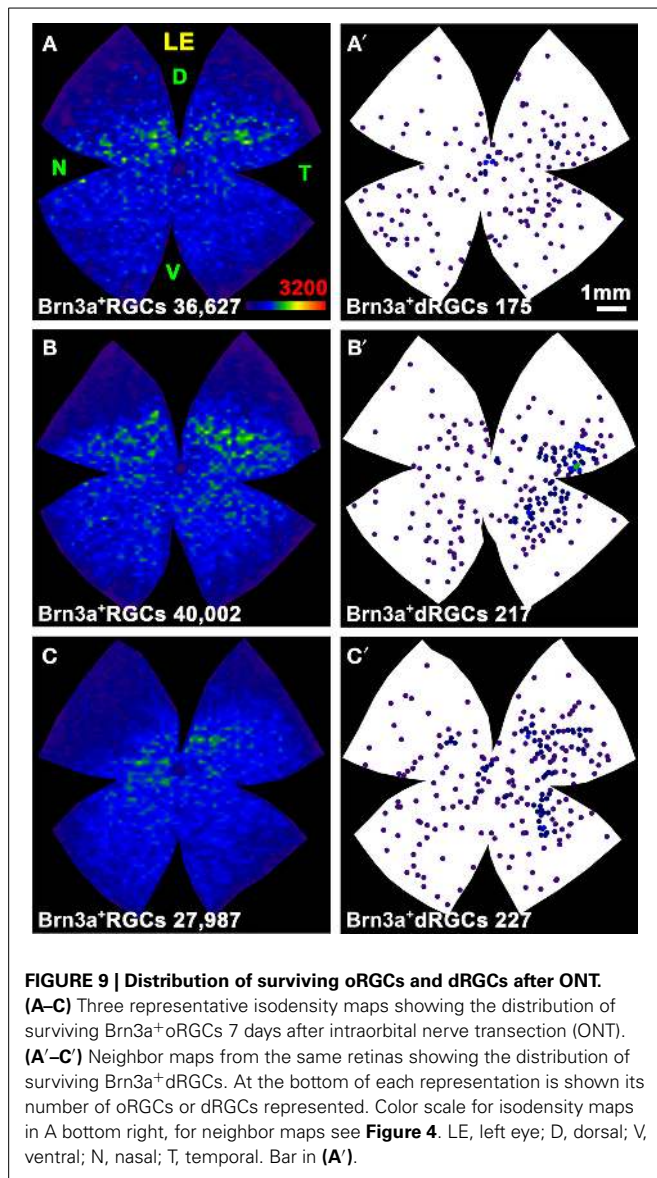 A
LE
D
N
T
V
3200
Brn3a⁺RGCs 36,627
A′
1mm
Brn3a⁺dRGCs 175
B
Brn3a⁺RGCs 40,002
B′
Brn3a⁺dRGCs 217
C
Brn3a⁺RGCs 27,987
C′
Brn3a⁺dRGCs 227
FIGURE 9 | Distribution of surviving oRGCs and dRGCs after ONT.
(A–C) Three representative isodensity maps showing the distribution of
surviving Brn3a⁺oRGCs 7 days after intraorbital nerve transection (ONT).
(A′–C′) Neighbor maps from the same retinas showing the distribution of
surviving Brn3a⁺dRGCs. At the bottom of each representation is shown its
number of oRGCs or dRGCs represented. Color scale for isodensity maps
in A bottom right, for neighbor maps see Figure 4. LE, left eye; D, dorsal; V,
ventral; N, nasal; T, temporal. Bar in (A′).